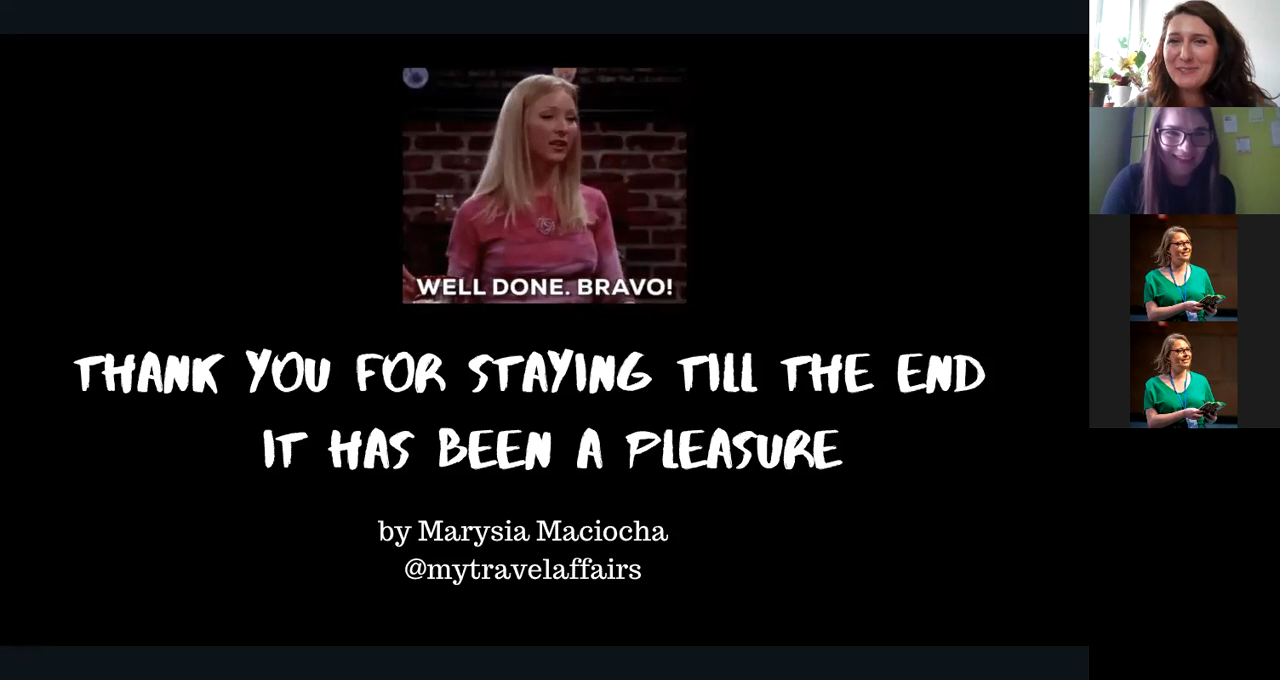 WELL DONE. BRAVO!
THANK YOU FOR STAYING TILL THE END
IT HAS BEEN A PLEASURE
by Marysia Maciocha
@mytravelaffairs